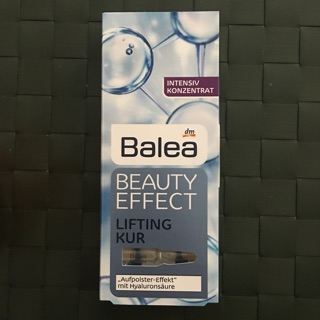 INTENSIV
KONZENTRAT
dm
Balea
BEAUTY
EFFECT
LIFTING
KUR
„Aufpolster-Effekt“
mit Hyaluronsäure